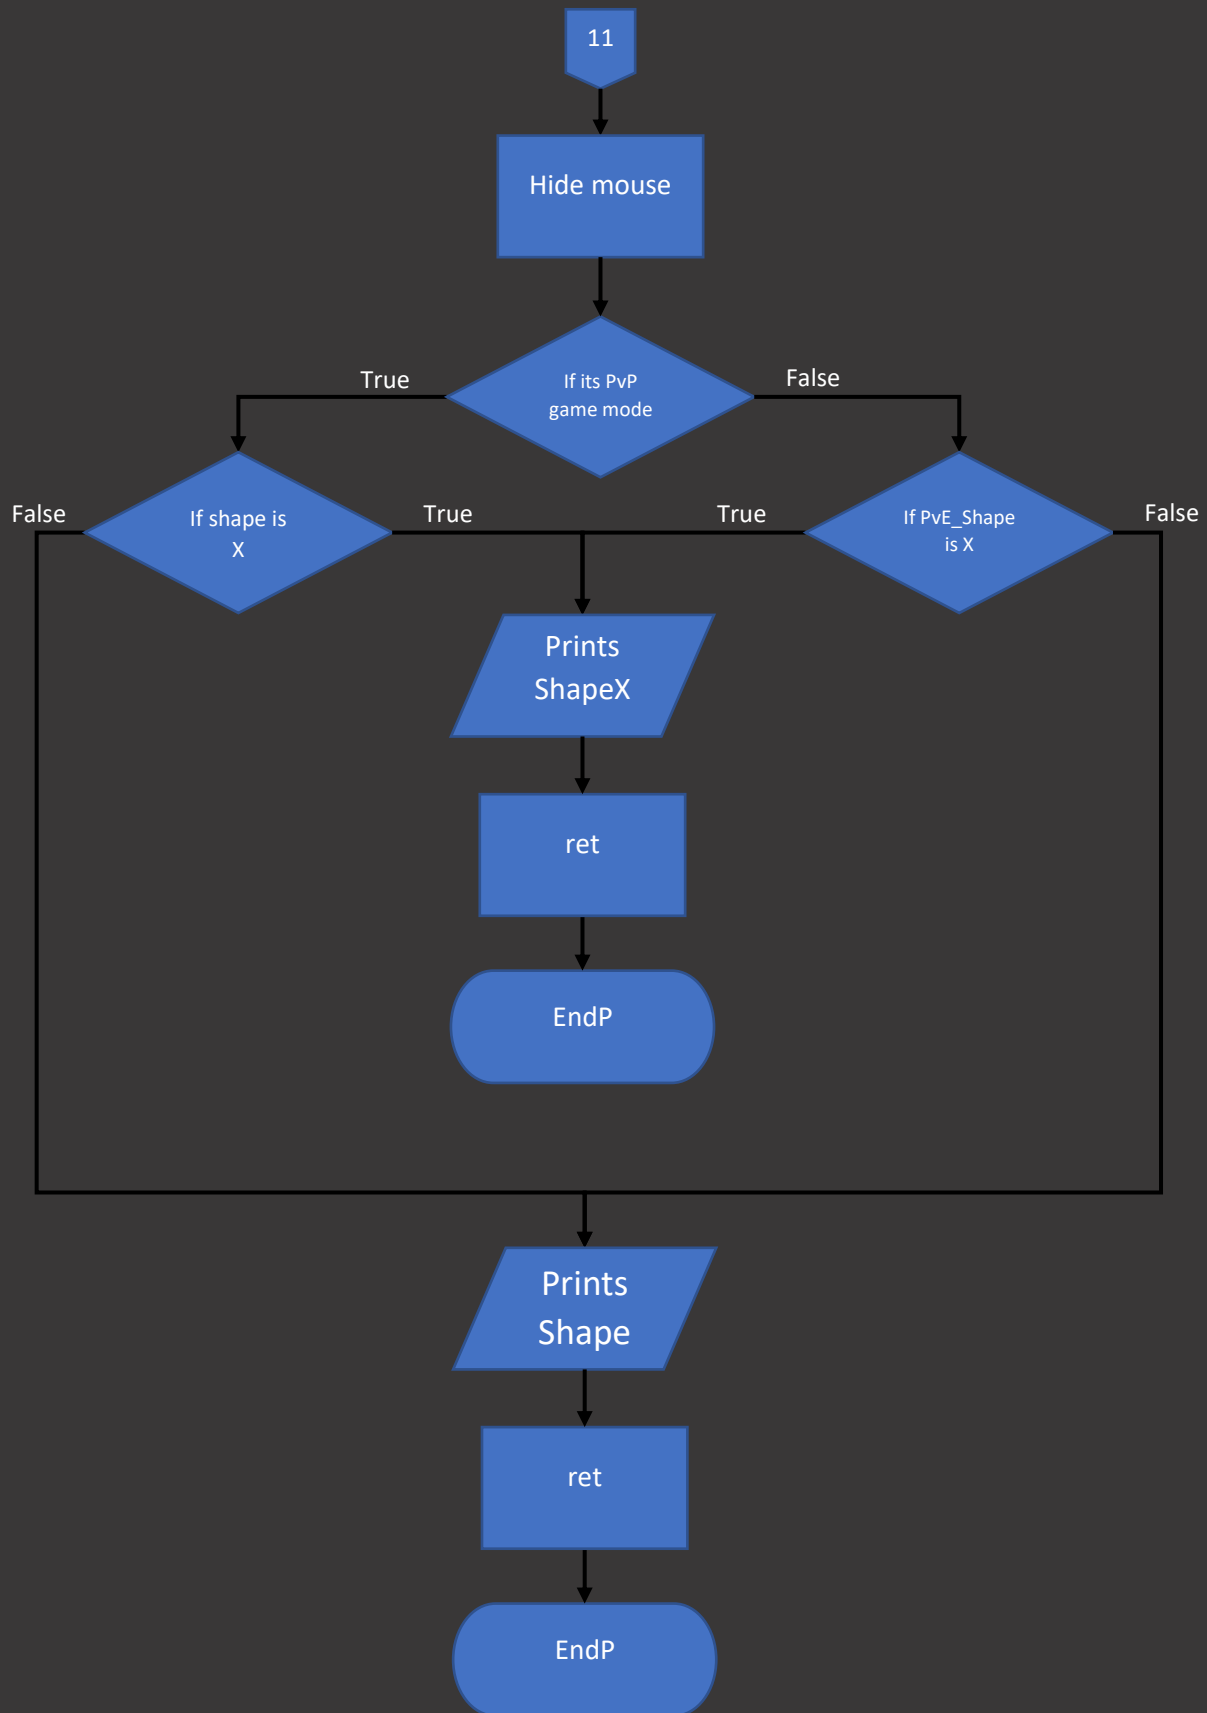 11
Hide mouse
True
If its PvP
game mode
False
False
If shape is
X
True
True
If PvE_Shape
is X
False
Prints
ShapeX
ret
EndP
Prints
Shape
ret
EndP